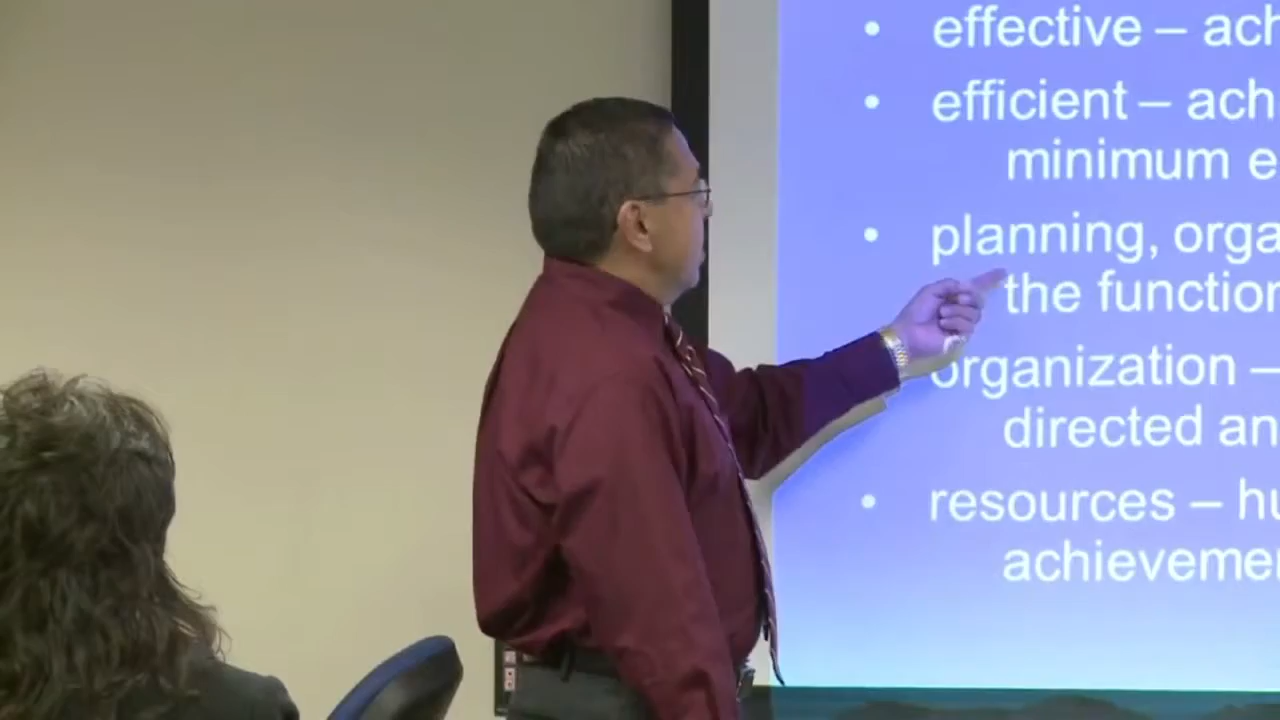 • effective – ach
• efficient – ach
minimum e
• planning, orga
the function
organization –
directed an
• resources – hu
achievemen